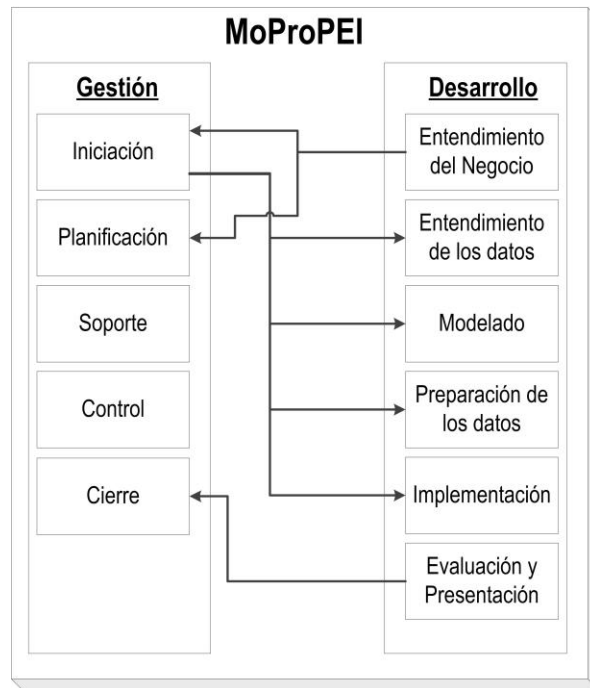 MoProPEI
Gestión
Iniciación
Planificación
Soporte
Control
Cierre
Desarrollo
Entendimiento
del Negocio
Entendimiento
de los datos
Modelado
Preparación de
los datos
Implementación
Evaluación y
Presentación